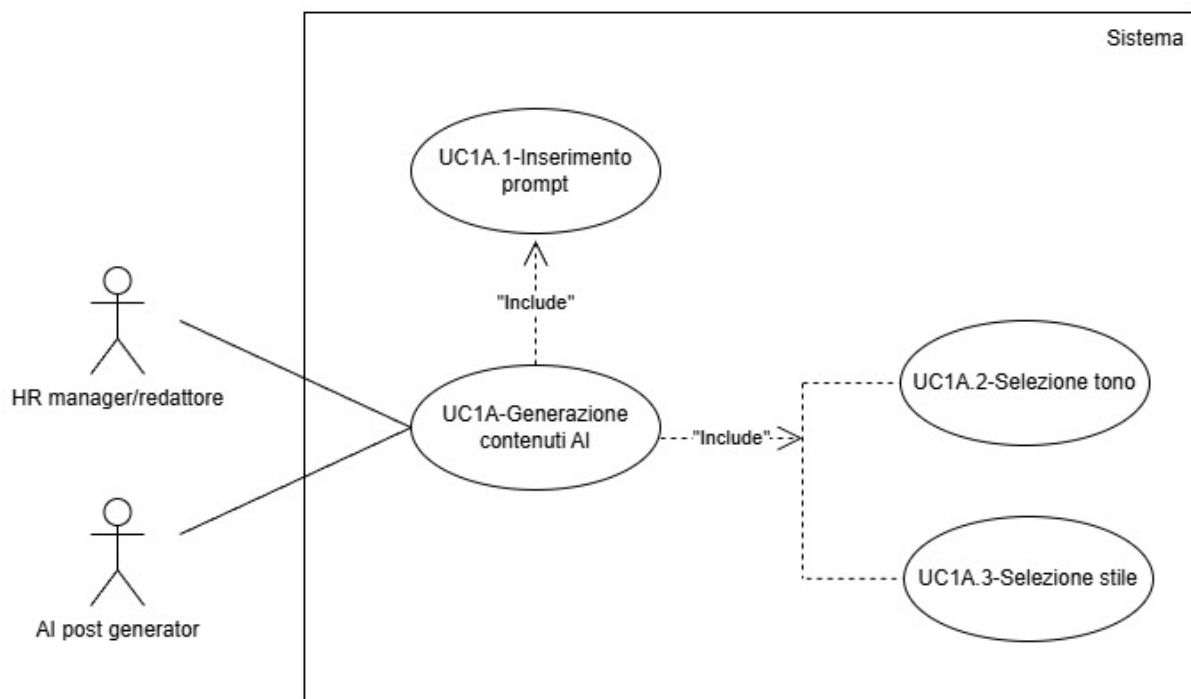 Sistema
UC1A.1-Inserimento
prompt
"Include"
HR manager/redattore
UC1A-Generazione
contenuti AI
"Include"
UC1A.2-Selezione tono
UC1A.3-Selezione stile
AI post generator